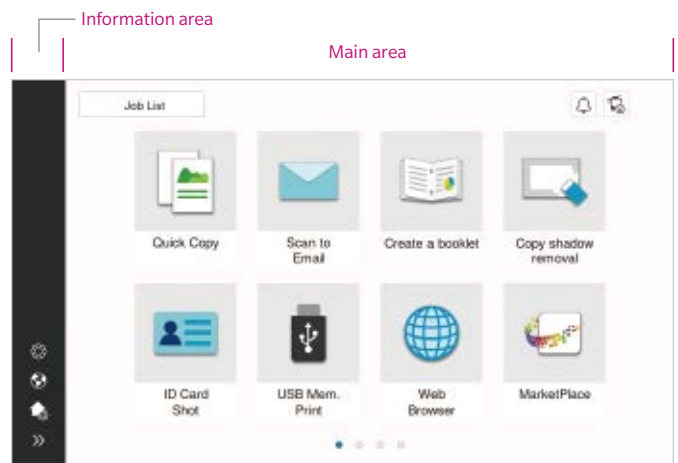 Information area
Main area
Job List
Quick Copy
Scan to
Email
Create a booklet
Copy shadow
removal
ID Card
Shot
USB Mem.
Print
Web
Browser
MarketPlace